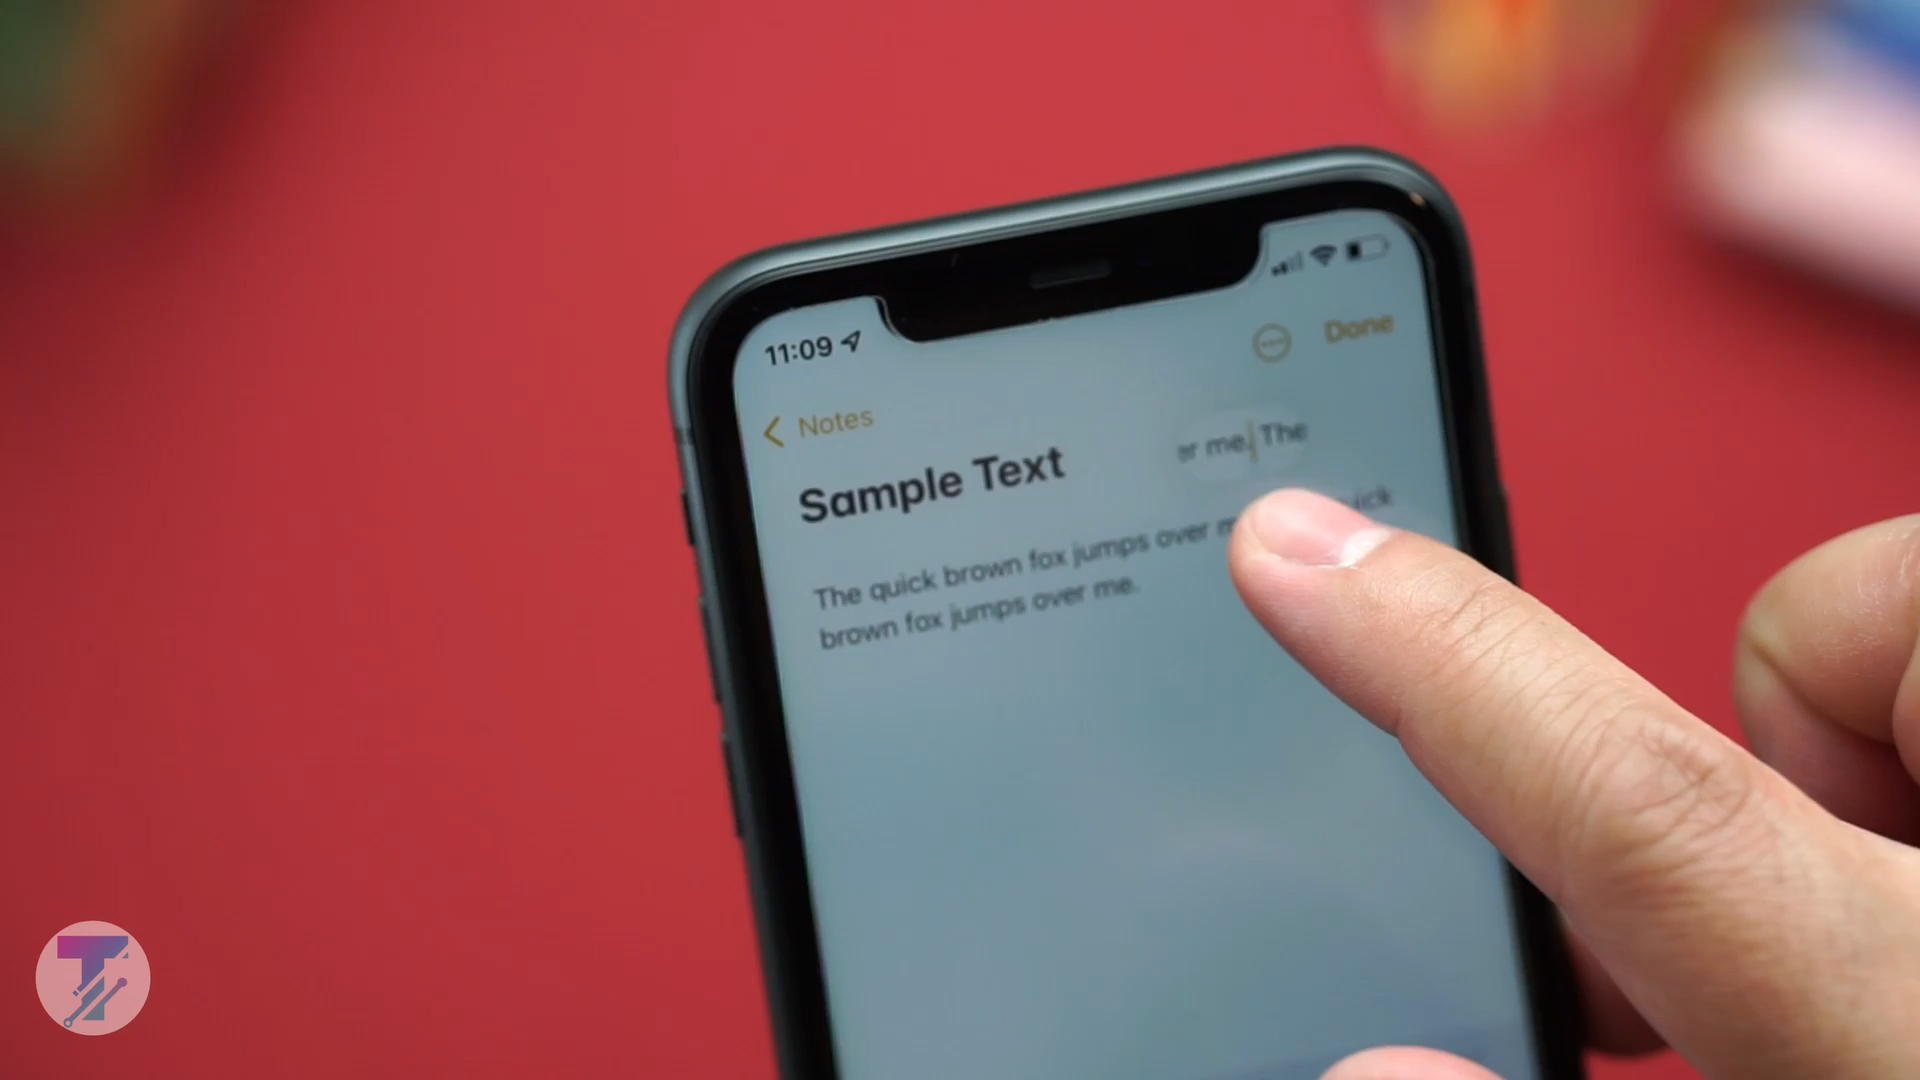 11:09
Done
Notes
er me. The
Sample Text
The quick brown fox jumps over
brown fox jumps over me.